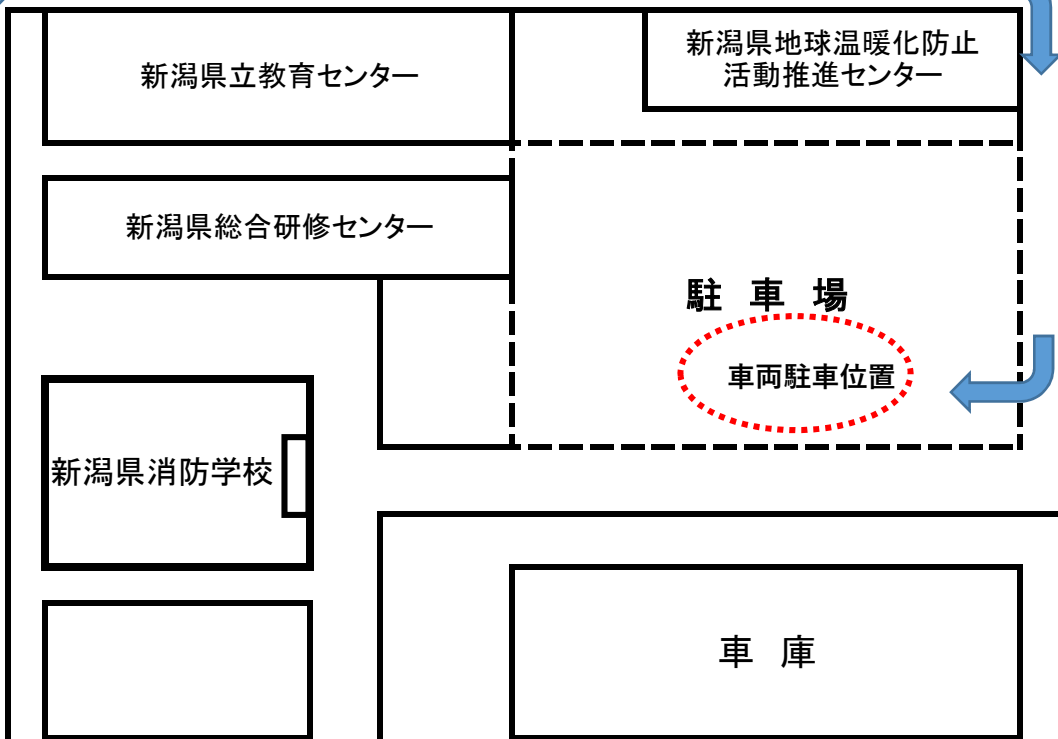 新潟県立教育センター
新潟県地球温暖化防止
活動推進センター
新潟県総合研修センター
駐 車 場
車両駐車位置
新潟県消防学校
車 庫